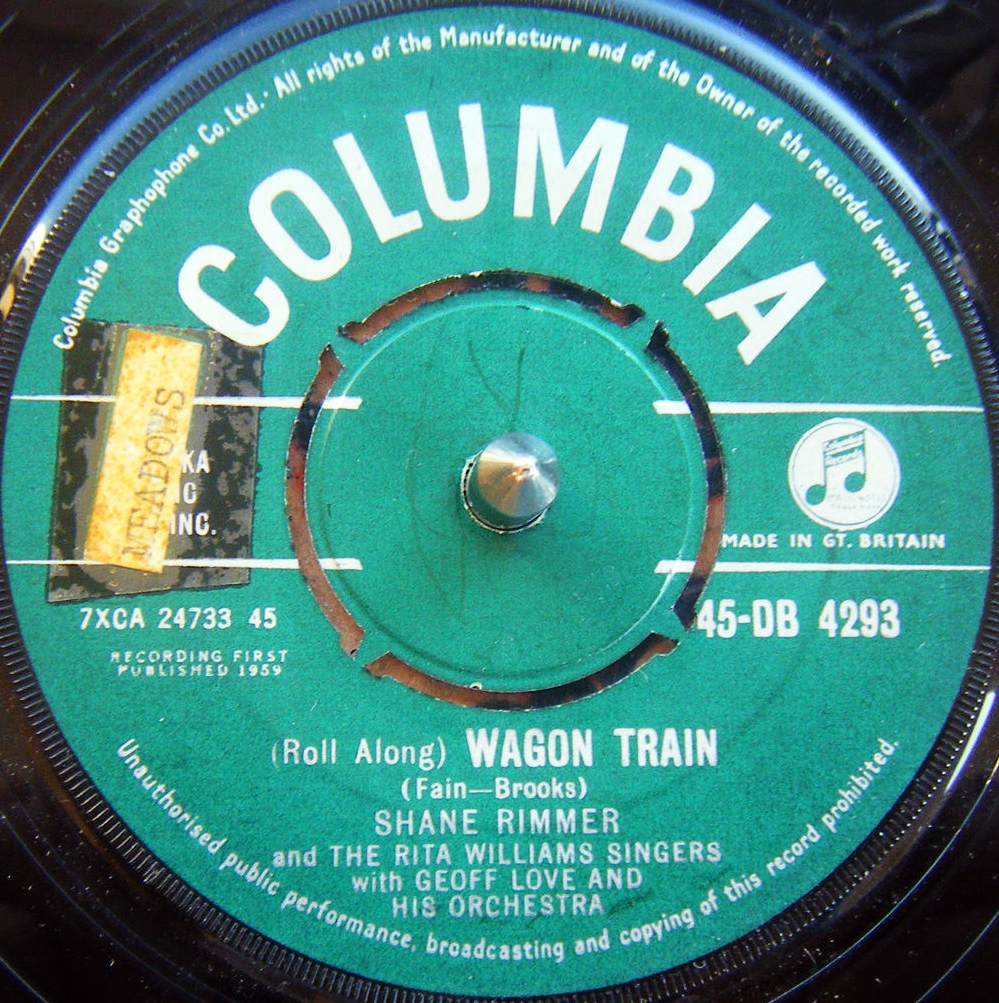 Columbia Graphophone Co. Ltd. · All rights of the Manufacturer and of the Owner of the recorded work reserved.
COLUMBIA
MEADOWS
KA
IC
INC.
Columbia
Records
MADE IN GT. BRITAIN
7XCA 24733 45
45-DB 4293
RECORDING FIRST
PUBLISHED 1959
(Roll Along) WAGON TRAIN
(Fain—Brooks)
SHANE RIMMER
and THE RITA WILLIAMS SINGERS
with GEOFF LOVE AND
HIS ORCHESTRA
Unauthorised public performance, broadcasting and copying of this record prohibited.